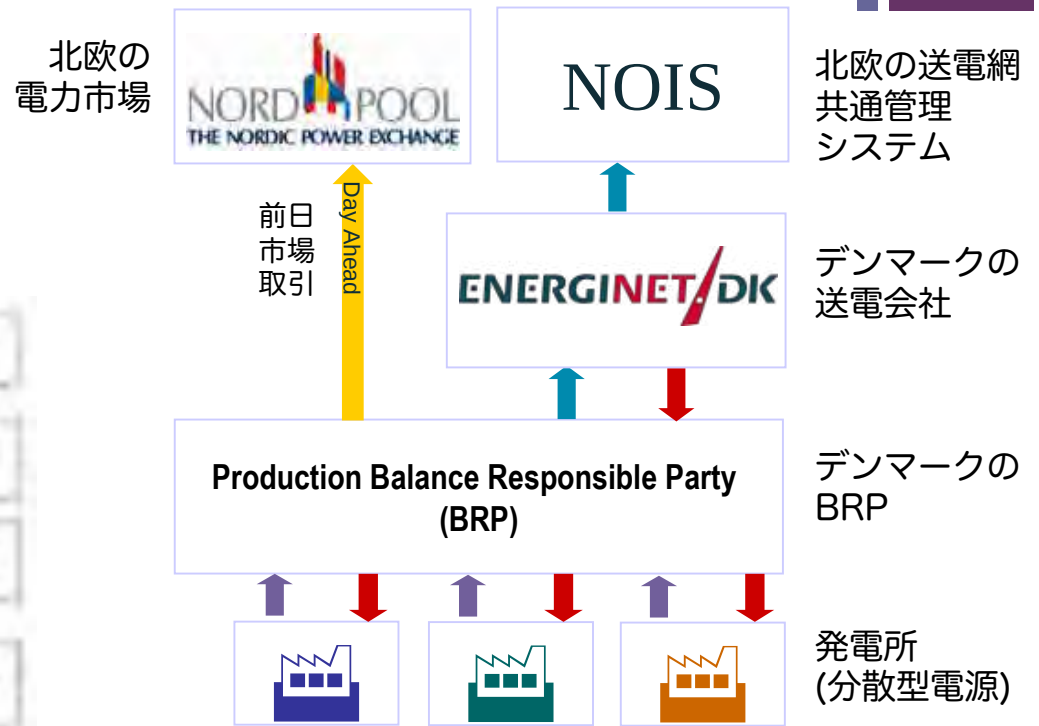 北欧の
電力市場
NORD POOL
THE NORDIC POWER EXCHANGE
NOIS
北欧の送電網
共通管理
システム
前日
市場
取引
Day Ahead
ENERGINET/DK
デンマークの
送電会社
Production Balance Responsible Party
(BRP)
デンマークの
BRP
発電所
(分散型電源)